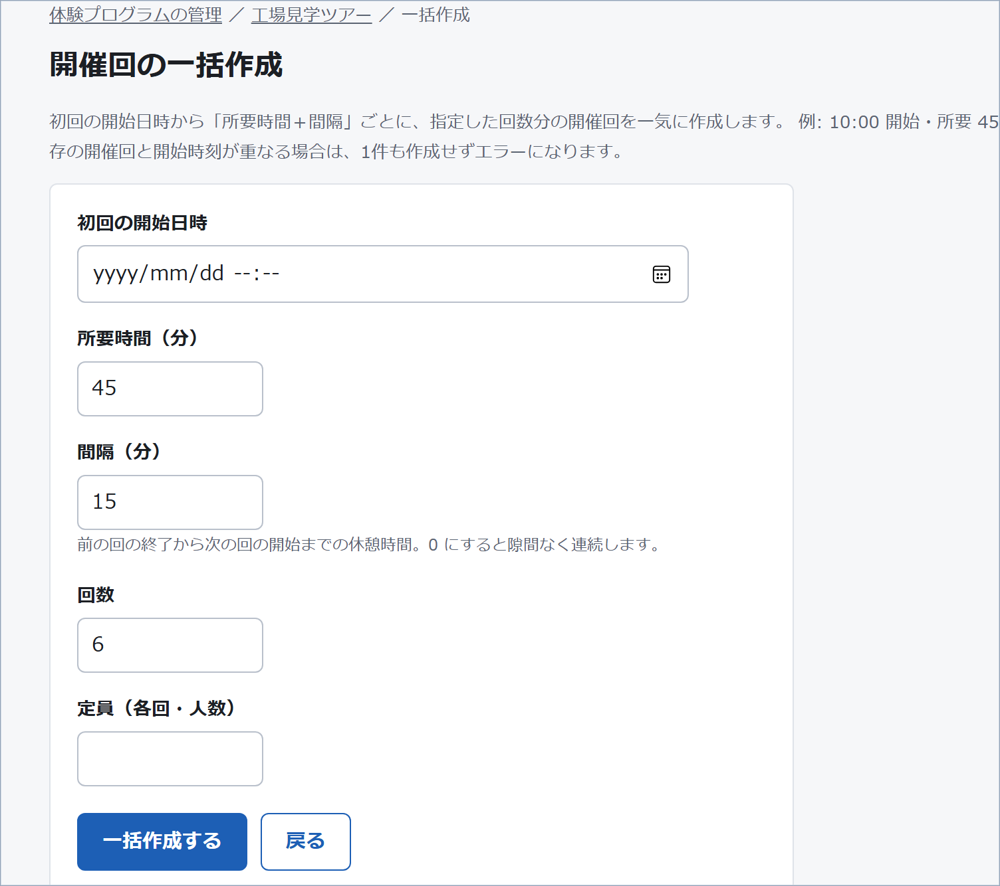 体験プログラムの管理 ／ 工場見学ツアー ／ 一括作成
開催回の一括作成
初回の開始日時から「所要時間＋間隔」ごとに、指定した回数分の開催回を一気に作成します。 例: 10:00 開始・所要 45
存の開催回と開始時刻が重なる場合は、1件も作成せずエラーになります。
初回の開始日時
yyyy/mm/dd --:--
所要時間（分）
45
間隔（分）
15
前の回の終了から次の回の開始までの休憩時間。0 にすると隙間なく連続します。
回数
6
定員（各回・人数）
一括作成する 戻る